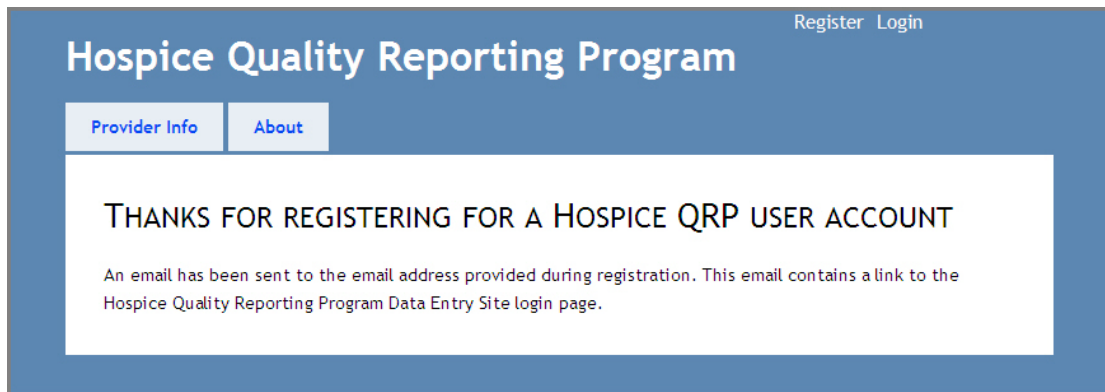 Register Login
Hospice Quality Reporting Program
Provider Info About
THANKS FOR REGISTERING FOR A HOSPICE QRP USER ACCOUNT
An email has been sent to the email address provided during registration. This email contains a link to the
Hospice Quality Reporting Program Data Entry Site login page.